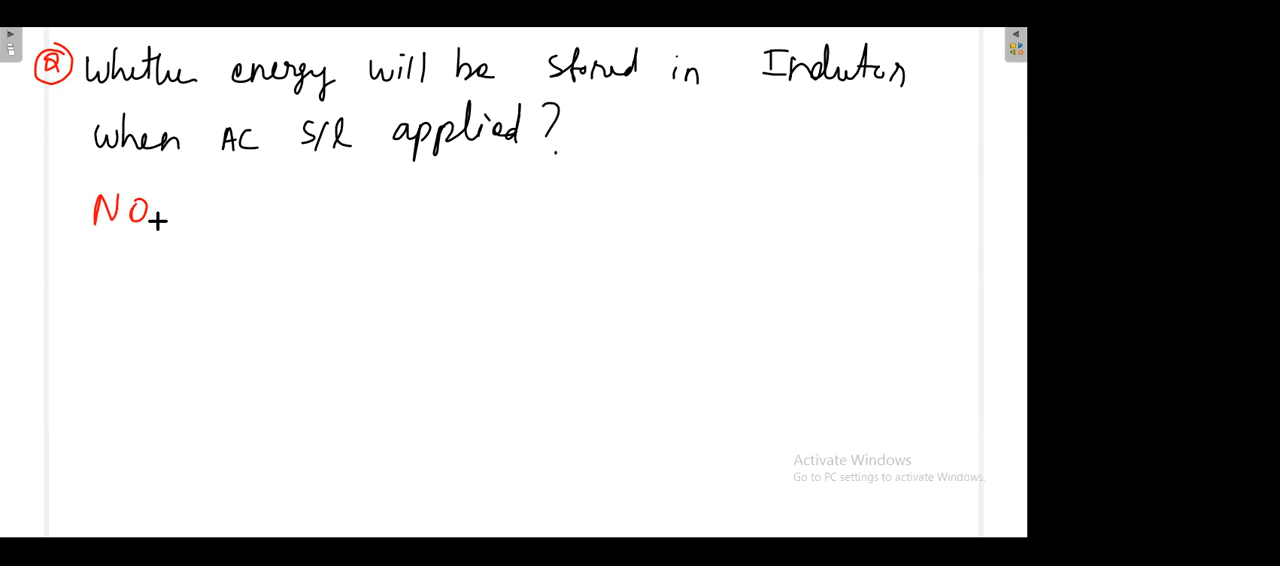 Q Whether energy will be stored in Inductor
when AC S/l applied?
NO
Activate Windows
Go to PC settings to activate Windows.